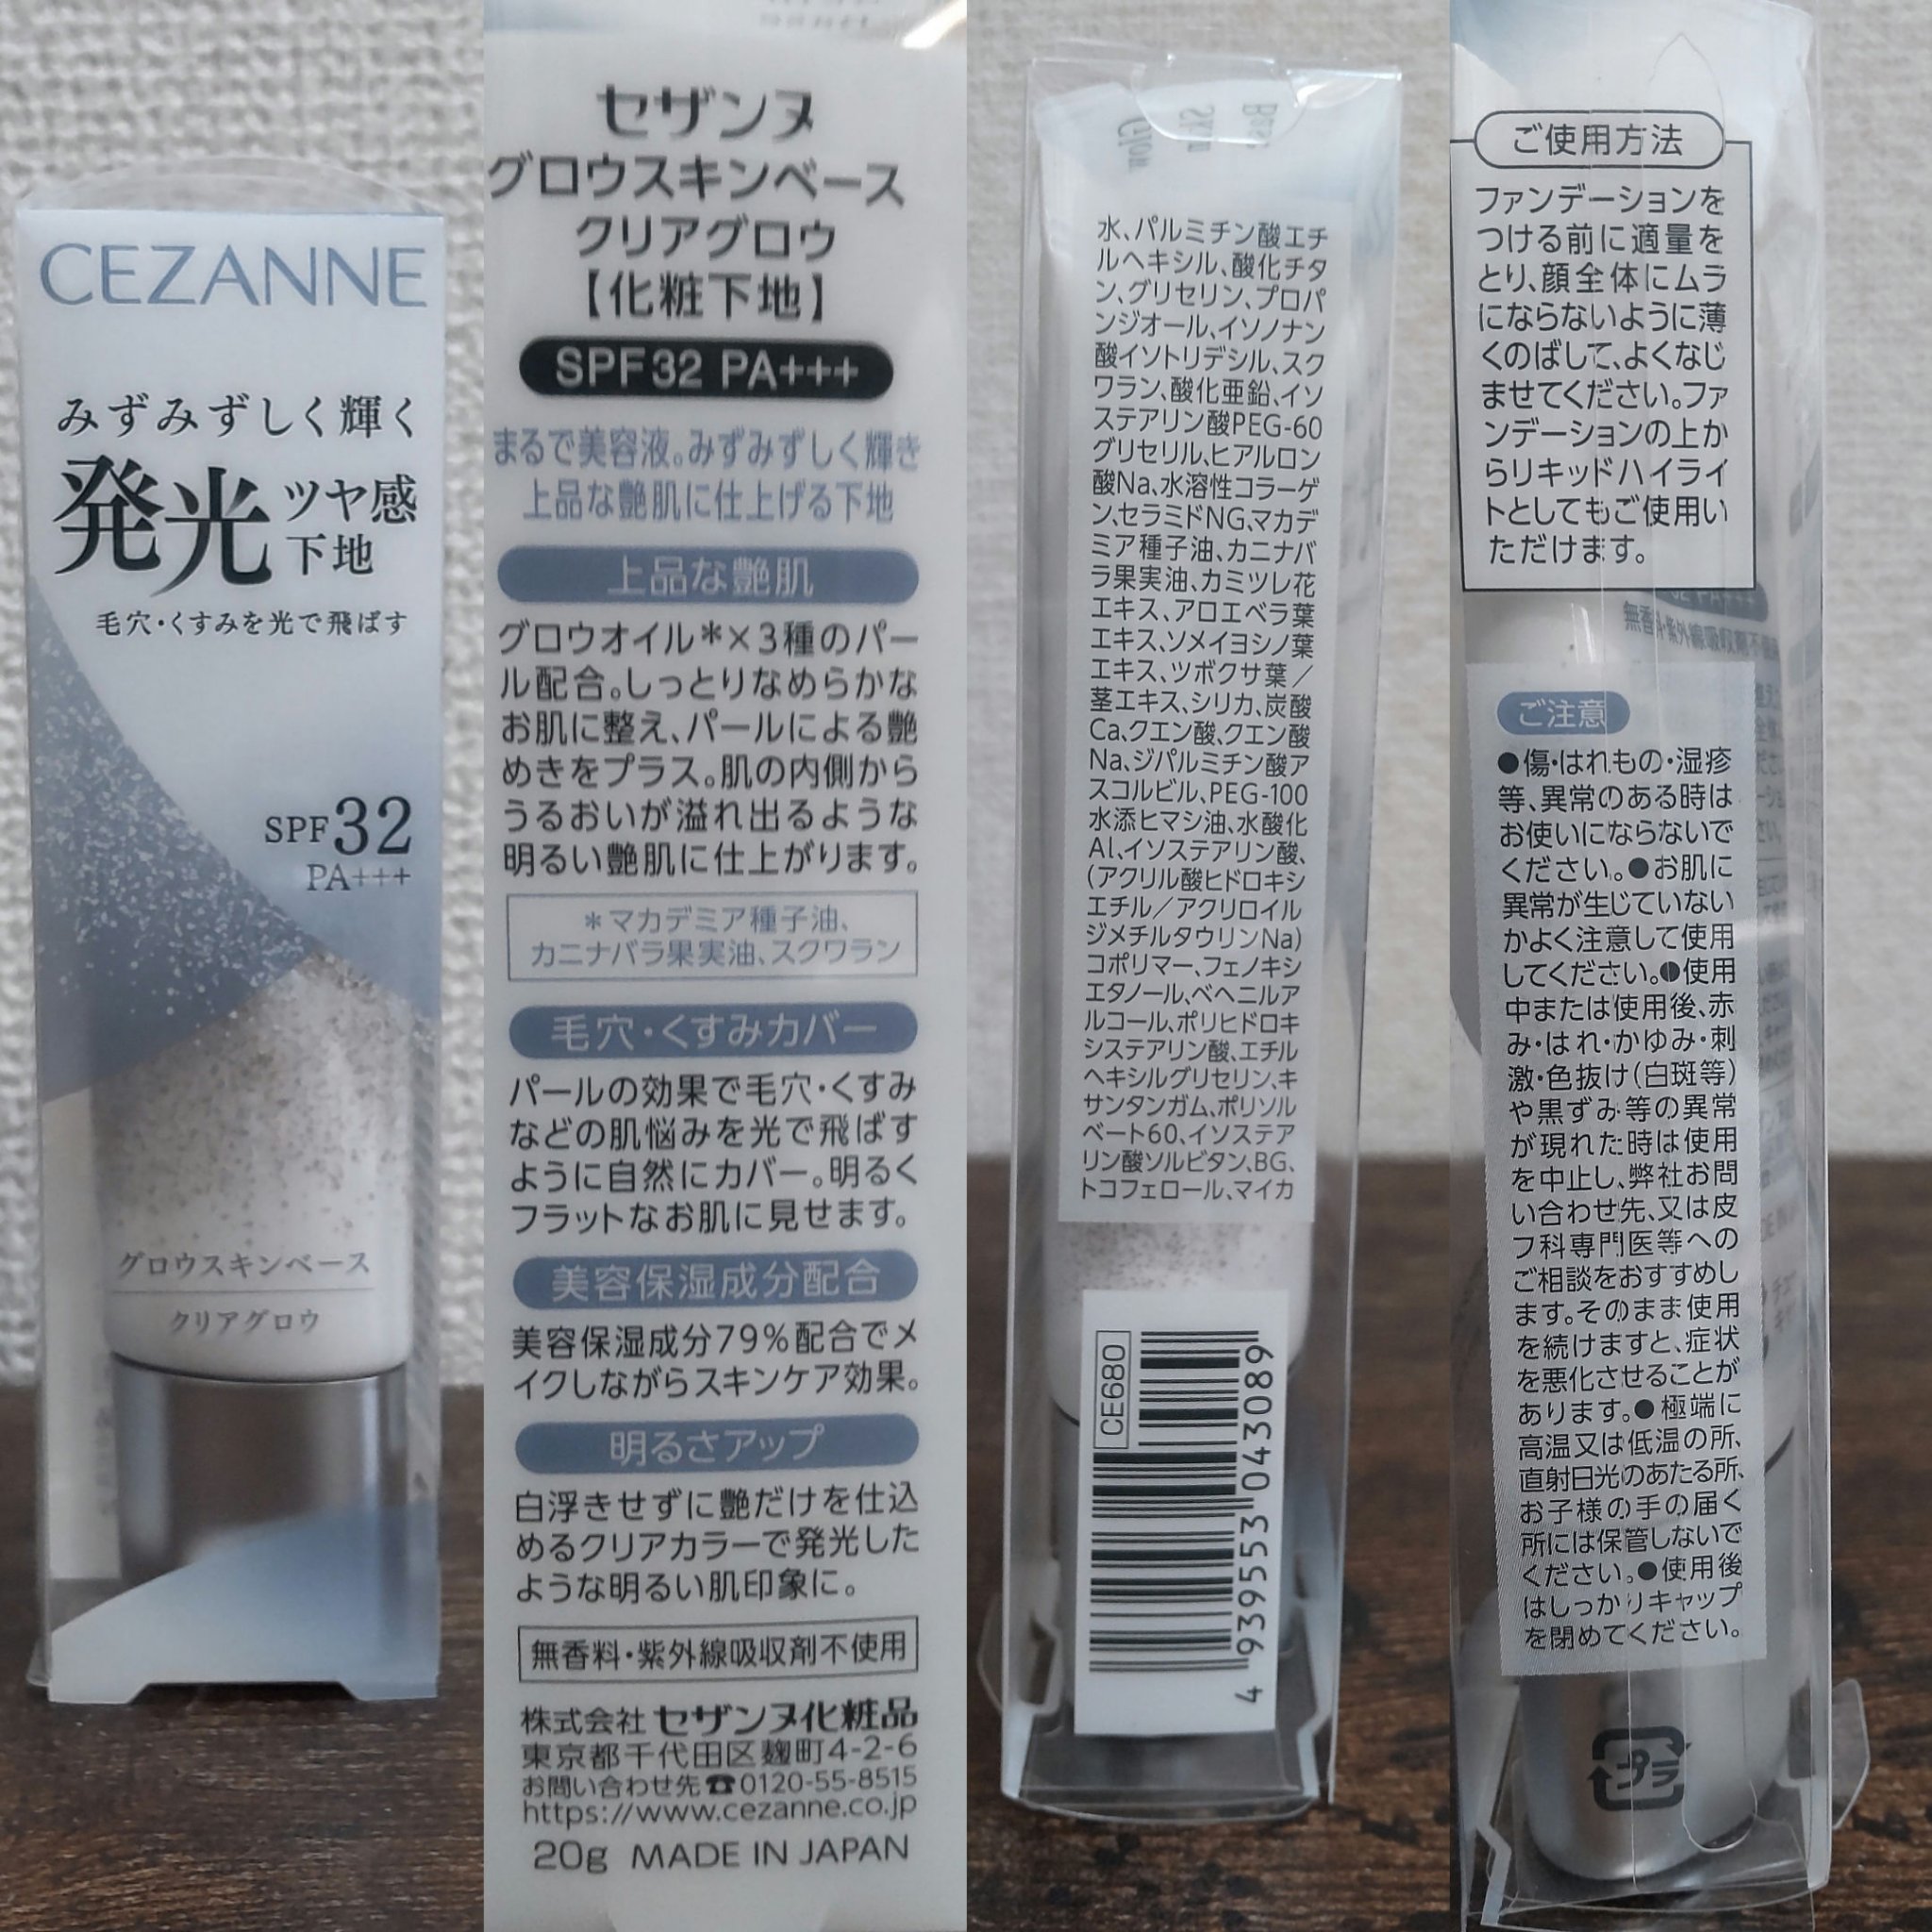 CEZANNE
みずみずしく輝く
発光 ツヤ感
下地
毛穴・くすみを光で飛ばす
SPF32
PA+++
グロウスキンベース
クリアグロウ
セザンヌ
グロウスキンベース
クリアグロウ
【化粧下地】
SPF32 PA+++
まるで美容液。みずみずしく輝き
上品な艶肌に仕上げる下地
上品な艶肌
グロウオイル＊×3種のパー
ル配合。しっとりなめらかな
お肌に整え、パールによる艶
めきをプラス。肌の内側から
うるおいが溢れ出るような
明るい艶肌に仕上がります。
＊マカデミア種子油、
カニナバラ果実油、スクワラン
毛穴・くすみカバー
パールの効果で毛穴・くすみ
などの肌悩みを光で飛ばす
ように自然にカバー。明るく
フラットなお肌に見せます。
美容保湿成分配合
美容保湿成分79%配合でメ
イクしながらスキンケア効果。
明るさアップ
白浮きせずに艶だけを仕込
めるクリアカラーで発光した
ような明るい肌印象に。
無香料・紫外線吸収剤不使用
株式会社 セザンヌ化粧品
東京都千代田区麹町4-2-6
お問い合わせ先☎0120-55-8515
https://www.cezanne.co.jp
20g MADE IN JAPAN
水、パルミチン酸エチ
ルヘキシル、酸化チタ
ン、グリセリン、プロパ
ンジオール、イソノナン
酸イソトリデシル、スク
ワラン、酸化亜鉛、イソ
ステアリン酸PEG-60
グリセリル、ヒアルロン
酸Na、水溶性コラーゲ
ン、セラミドNG、マカデ
ミア種子油、カニナバ
ラ果実油、カミツレ花
エキス、アロエベラ葉
エキス、ソメイヨシノ葉
エキス、ツボクサ葉／
茎エキス、シリカ、炭酸
Ca、クエン酸、クエン酸
Na、ジパルミチン酸ア
スコルビル、PEG-100
水添ヒマシ油、水酸化
Al、イソステアリン酸、
(アクリル酸ヒドロキシ
エチル／アクリロイル
ジメチルタウリンNa)
コポリマー、フェノキシ
エタノール、ベヘニルア
ルコール、ポリヒドロキ
システアリン酸、エチル
ヘキシルグリセリン、キ
サンタンガム、ポリソル
ベート60、イソステア
リン酸ソルビタン、BG、
トコフェロール、マイカ
CE680
4 939553 043089
ご使用方法
ファンデーションを
つける前に適量を
とり、顔全体にムラ
にならないように薄
くのばして、よくなじ
ませてください。ファ
ンデーションの上か
らリキッドハイライ
トとしてもご使用い
ただけます。
ご注意
●傷・はれもの・湿疹
等、異常のある時は
お使いにならないで
ください。●お肌に
異常が生じていない
かよく注意して使用
してください。●使用
中または使用後、赤
み・はれ・かゆみ・刺
激・色抜け(白斑等)
や黒ずみ等の異常
が現れた時は使用
を中止し、弊社お問
い合わせ先、又は皮
フ科専門医等への
ご相談をおすすめし
ます。そのまま使用
を続けますと、症状
を悪化させることが
あります。●極端に
高温又は低温の所、
直射日光のあたる所、
お子様の手の届く
所には保管しないで
ください。●使用後
はしっかりキャップ
を閉めてください。
プラ